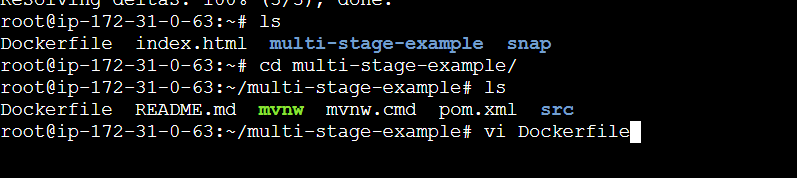 Resolving deltas: 100% (3/3), done.
root@ip-172-31-0-63:~# ls
Dockerfile index.html multi-stage-example snap
root@ip-172-31-0-63:~# cd multi-stage-example/
root@ip-172-31-0-63:~/multi-stage-example# ls
Dockerfile README.md mvnw mvnw.cmd pom.xml src
root@ip-172-31-0-63:~/multi-stage-example# vi Dockerfile